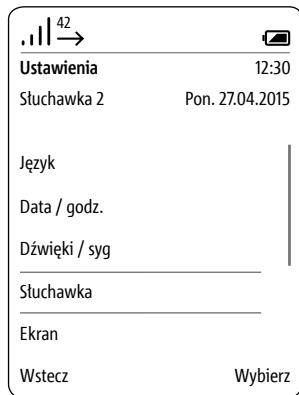 42
Ustawienia 12:30
Słuchawka 2 Pon. 27.04.2015
Język
Data / godz.
Dźwięki / syg
Słuchawka
Ekran
Wstecz Wybierz